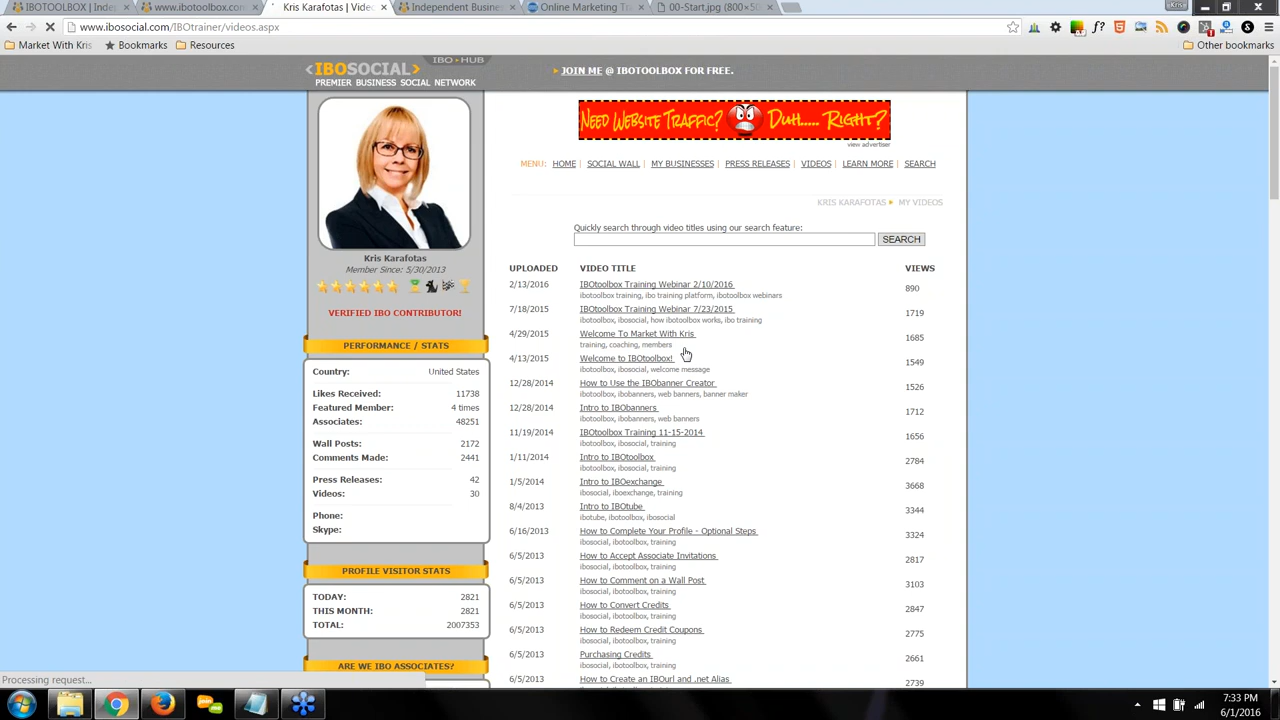 IBOTOOLBOX | Index
www.ibotoolbox.com
Kris Karafotas | Video
Independent Busine
Online Marketing Tra
00-Start.jpg (800×50
Kris
www.ibosocial.com/IBOtrainer/videos.aspx
Market With Kris
Bookmarks
Resources
Other bookmarks
IBO HUB
<IBOSOCIAL>
PREMIER BUSINESS SOCIAL NETWORK
JOIN ME @ IBOTOOLBOX FOR FREE.
NEED WEBSITE TRAFFIC? DUH..... RIGHT?
view advertiser
MENU: HOME | SOCIAL WALL | MY BUSINESSES | PRESS RELEASES | VIDEOS | LEARN MORE | SEARCH
KRIS KARAFOTAS MY VIDEOS
Quickly search through video titles using our search feature:
SEARCH
Kris Karafotas
Member Since: 5/30/2013
VERIFIED IBO CONTRIBUTOR!
PERFORMANCE / STATS
Country: United States
Likes Received: 11738
Featured Member: 4 times
Associates: 48251
Wall Posts: 2172
Comments Made: 2441
Press Releases: 42
Videos: 30
Phone:
Skype:
PROFILE VISITOR STATS
TODAY: 2821
THIS MONTH: 2821
TOTAL: 2007353
ARE WE IBO ASSOCIATES?
UPLOADED VIDEO TITLE VIEWS
2/13/2016 IBOtoolbox Training Webinar 2/10/2016 890
ibotoolbox training, ibo training platform, ibotoolbox webinars
7/18/2015 IBOtoolbox Training Webinar 7/23/2015 1719
ibotoolbox, ibosocial, how ibotoolbox works, ibo training
4/29/2015 Welcome To Market With Kris 1685
training, coaching, members
4/13/2015 Welcome to IBOtoolbox! 1549
ibotoolbox, ibosocial, welcome message
12/28/2014 How to Use the IBObanner Creator 1526
ibotoolbox, ibobanners, web banners, banner maker
12/28/2014 Intro to IBObanners 1712
ibotoolbox, ibobanners, web banners
11/19/2014 IBOtoolbox Training 11-15-2014 1656
ibotoolbox, ibosocial, training
1/11/2014 Intro to IBOtoolbox 2784
ibotoolbox, ibosocial, training
1/5/2014 Intro to IBOexchange 3668
ibosocial, iboexchange, training
8/4/2013 Intro to IBOtube 3344
ibotube, ibotoolbox, ibosocial
6/16/2013 How to Complete Your Profile - Optional Steps 3324
ibosocial, ibotoolbox, training
6/5/2013 How to Accept Associate Invitations 2817
ibosocial, ibotoolbox, training
6/5/2013 How to Comment on a Wall Post 3103
ibosocial, ibotoolbox, training
6/5/2013 How to Convert Credits 2847
ibosocial, ibotoolbox, training
6/5/2013 How to Redeem Credit Coupons 2775
ibosocial, ibotoolbox, training
6/5/2013 Purchasing Credits 2661
ibosocial, ibotoolbox, training
6/5/2013 How to Create an IBOurl and .net Alias 2739
Processing request...
7:33 PM
6/1/2016